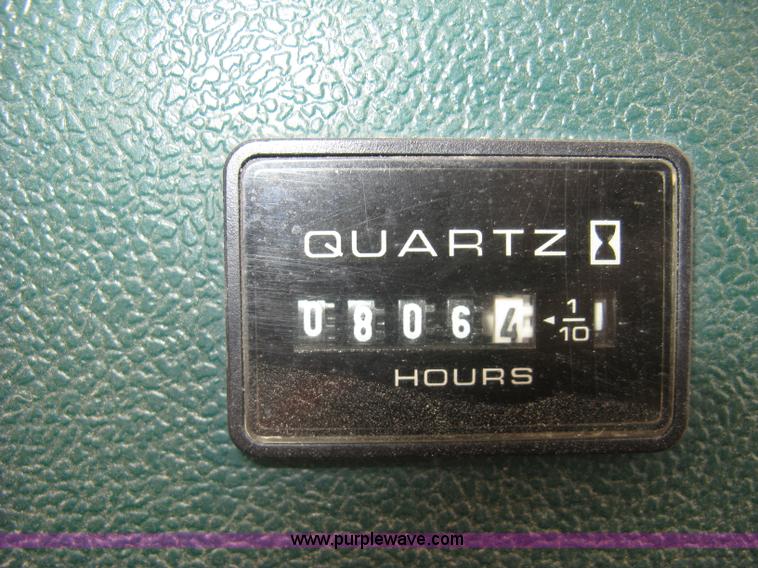 QUARTZ
08064 1/10
HOURS
www.purplewave.com